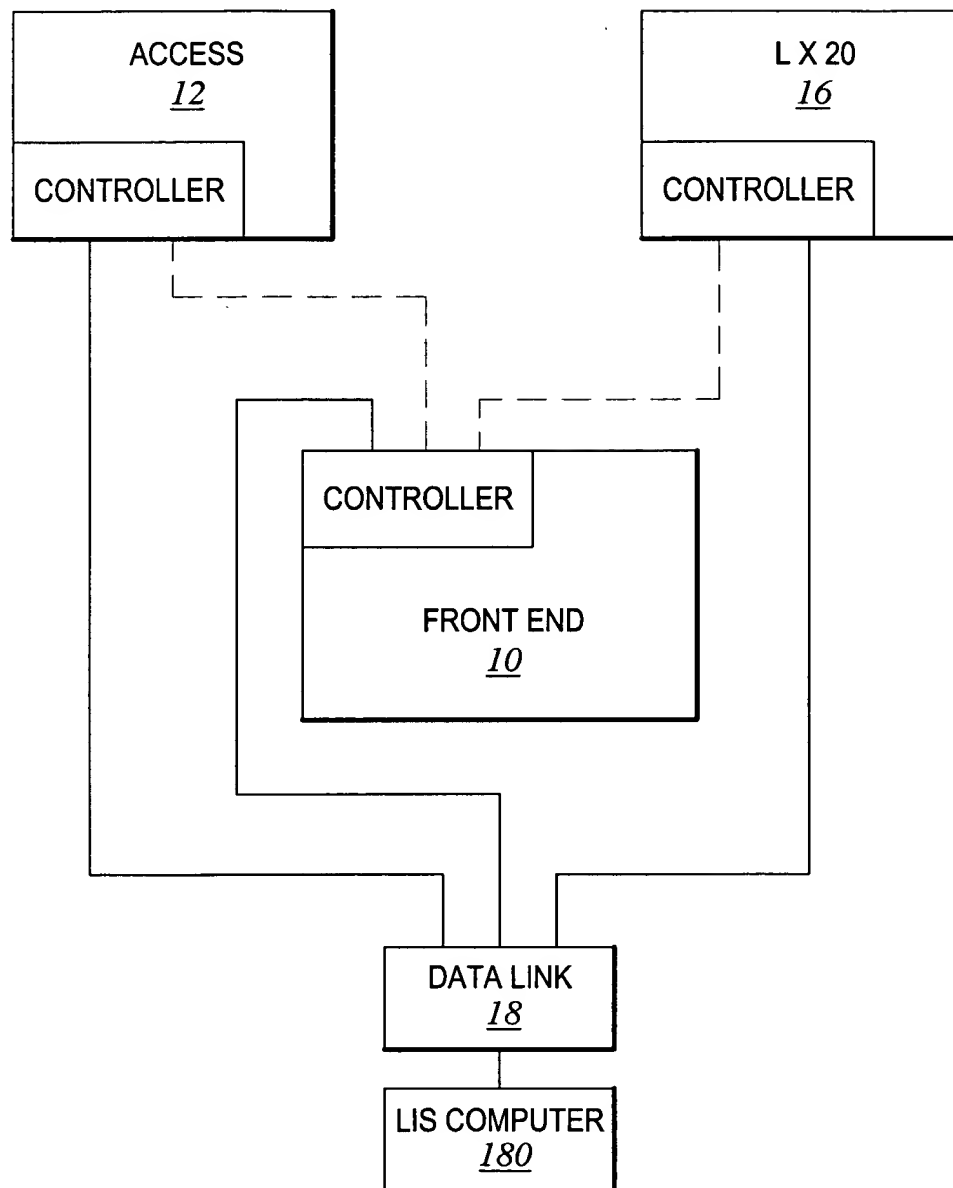 ACCESS
12
CONTROLLER
L X 20
16
CONTROLLER
CONTROLLER
FRONT END
10
DATA LINK
18
LIS COMPUTER
180